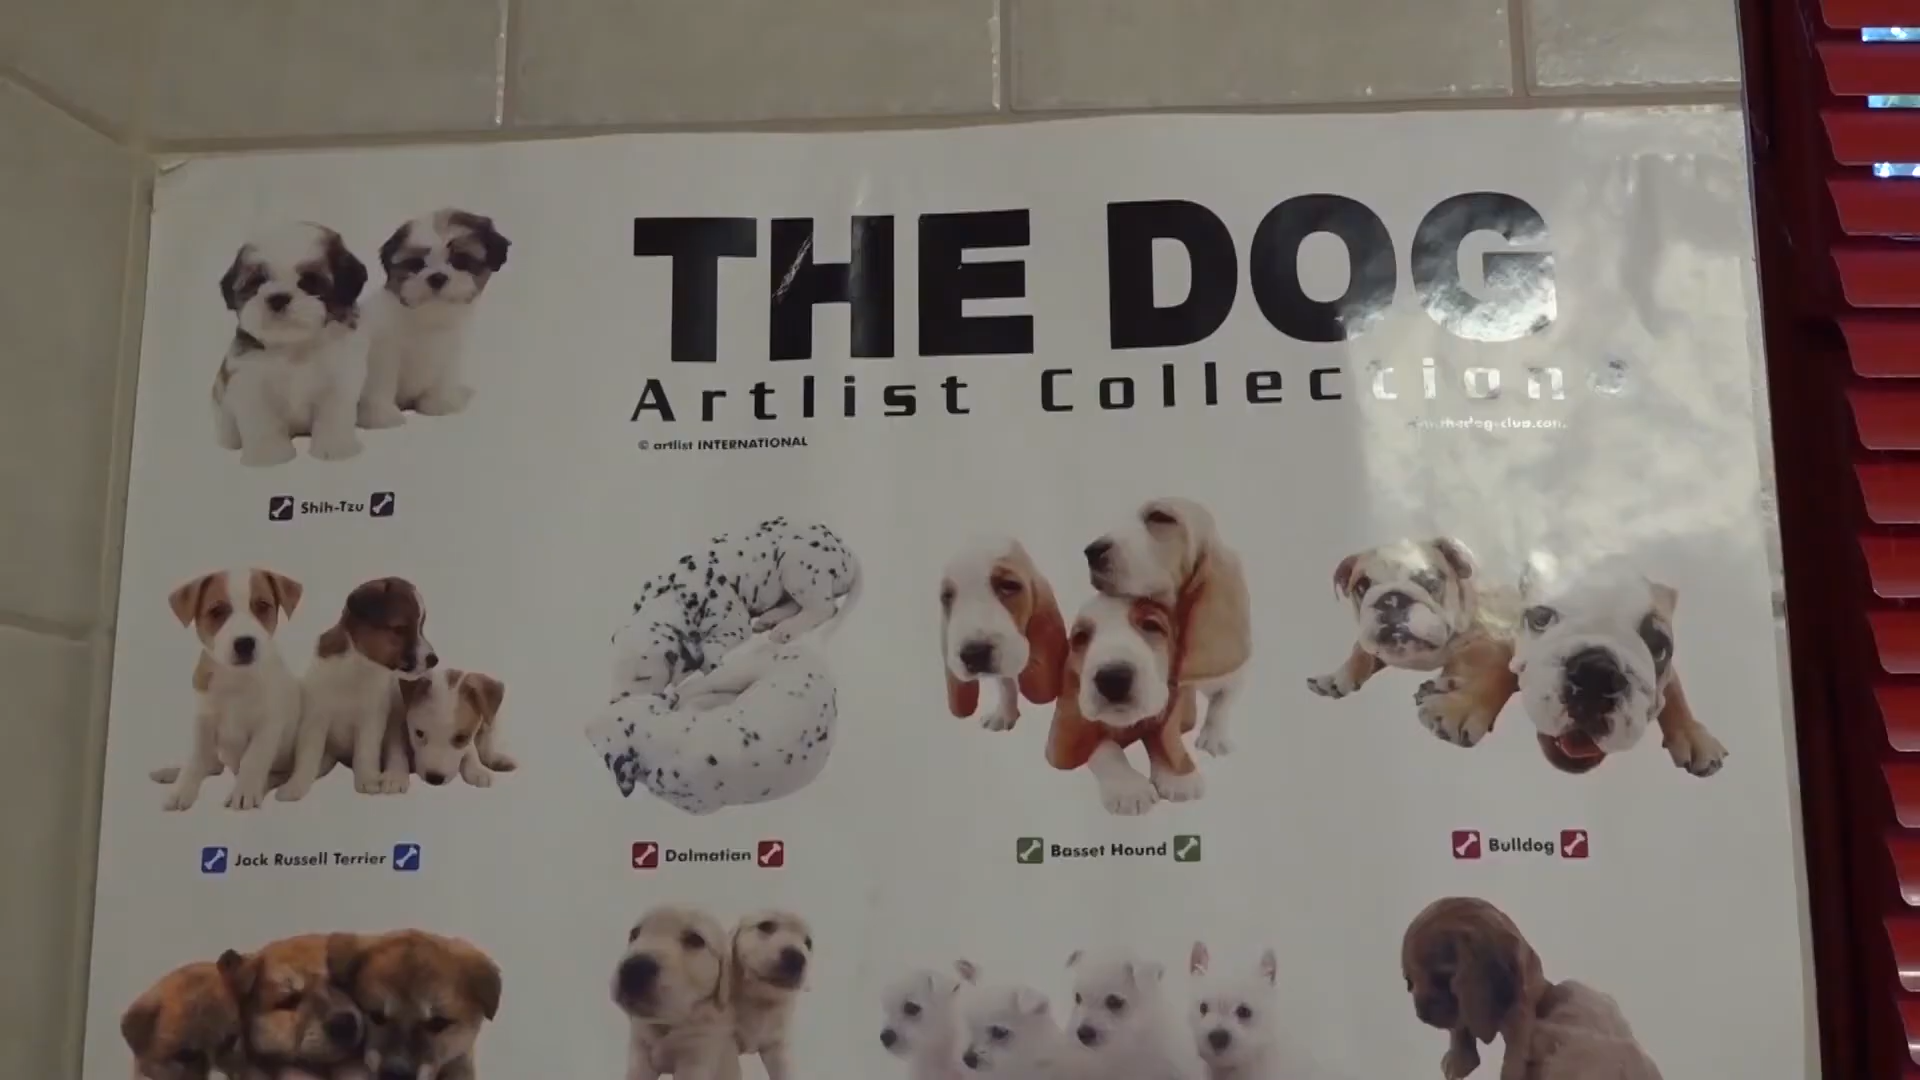 THE DOG
Artlist Collection
© artlist INTERNATIONAL
Shih-Tzu
Jack Russell Terrier
Dalmatian
Basset Hound
Bulldog